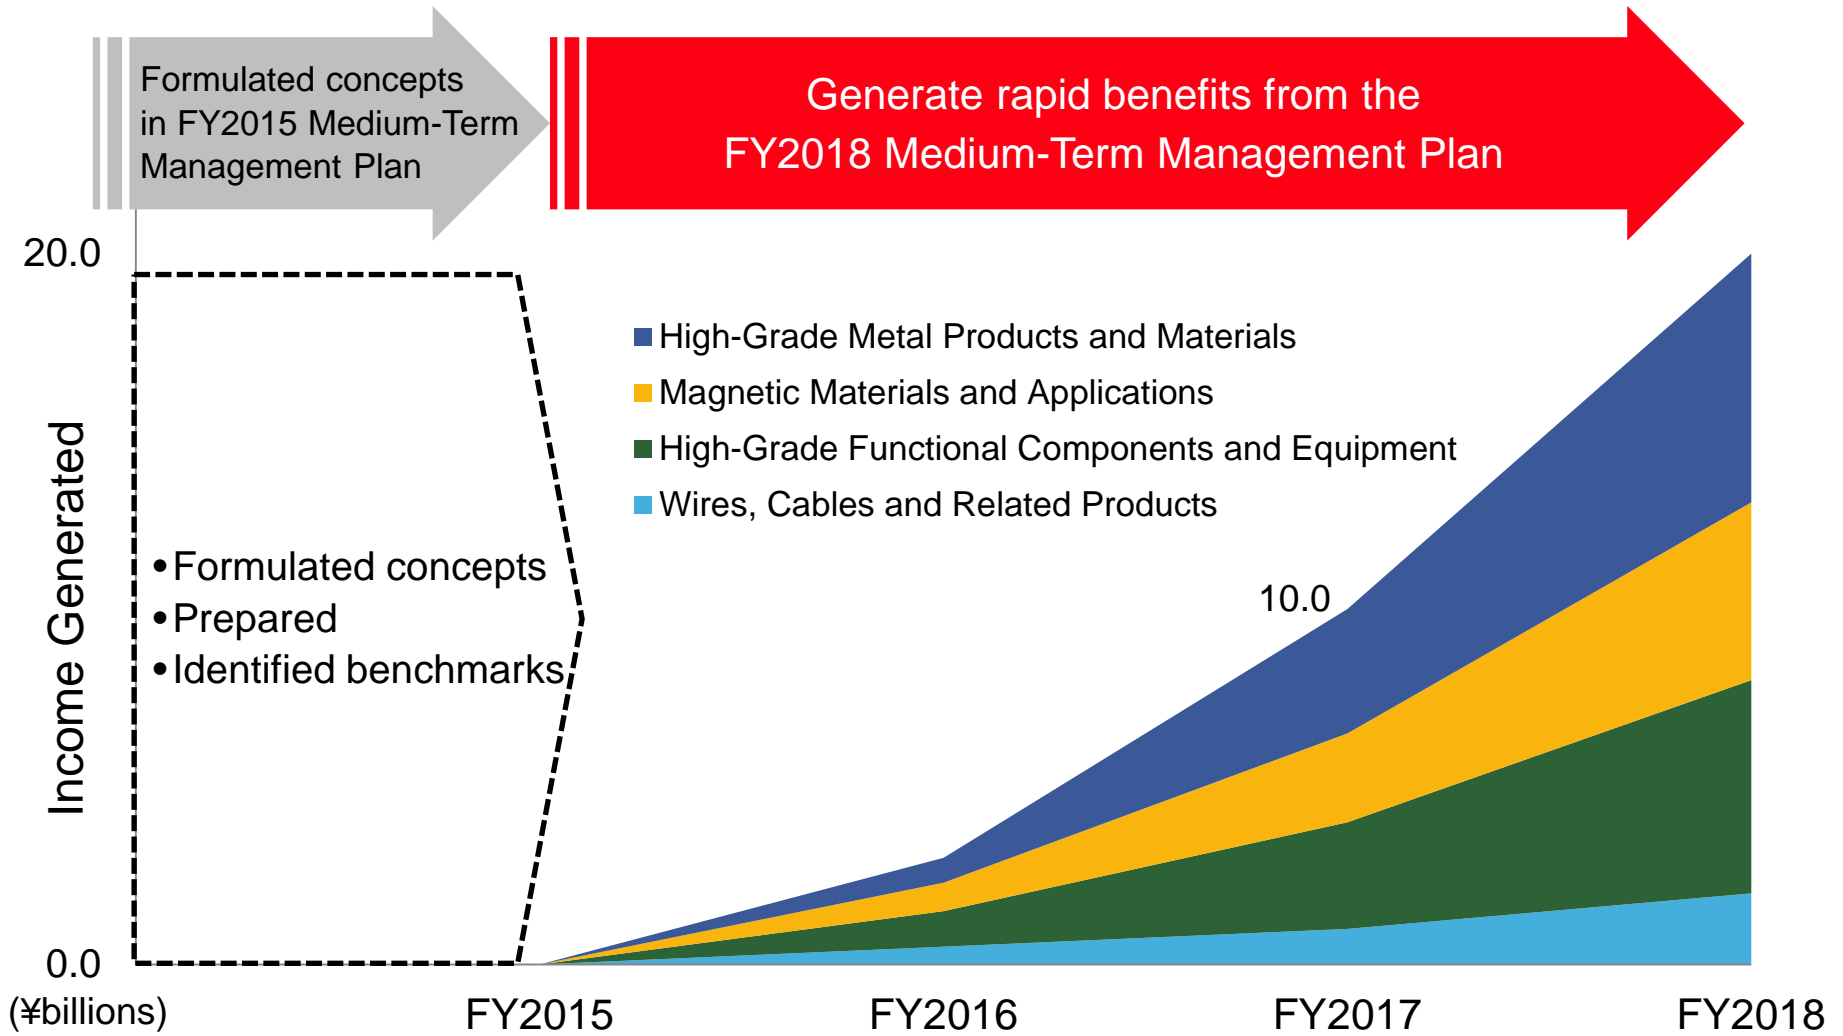 Formulated concepts
in FY2015 Medium-Term
Management Plan
Generate rapid benefits from the
FY2018 Medium-Term Management Plan
20.0
High-Grade Metal Products and Materials
Magnetic Materials and Applications
High-Grade Functional Components and Equipment
Wires, Cables and Related Products
Income Generated
•Formulated concepts
•Prepared
•Identified benchmarks
10.0
0.0
(¥billions)
FY2015
FY2016
FY2017
FY2018